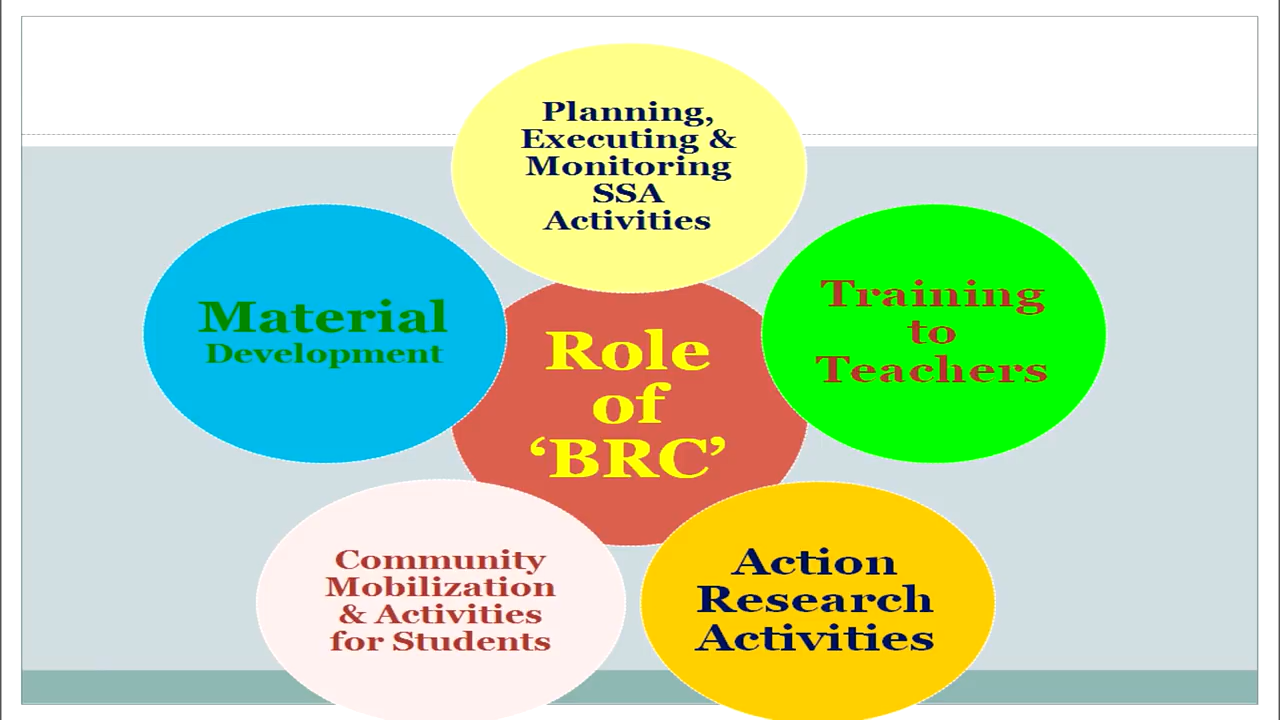 Planning,
Executing &
Monitoring
SSA
Activities
Material
Development
Role
of
‘BRC’
Training
to
Teachers
Community
Mobilization
& Activities
for Students
Action
Research
Activities